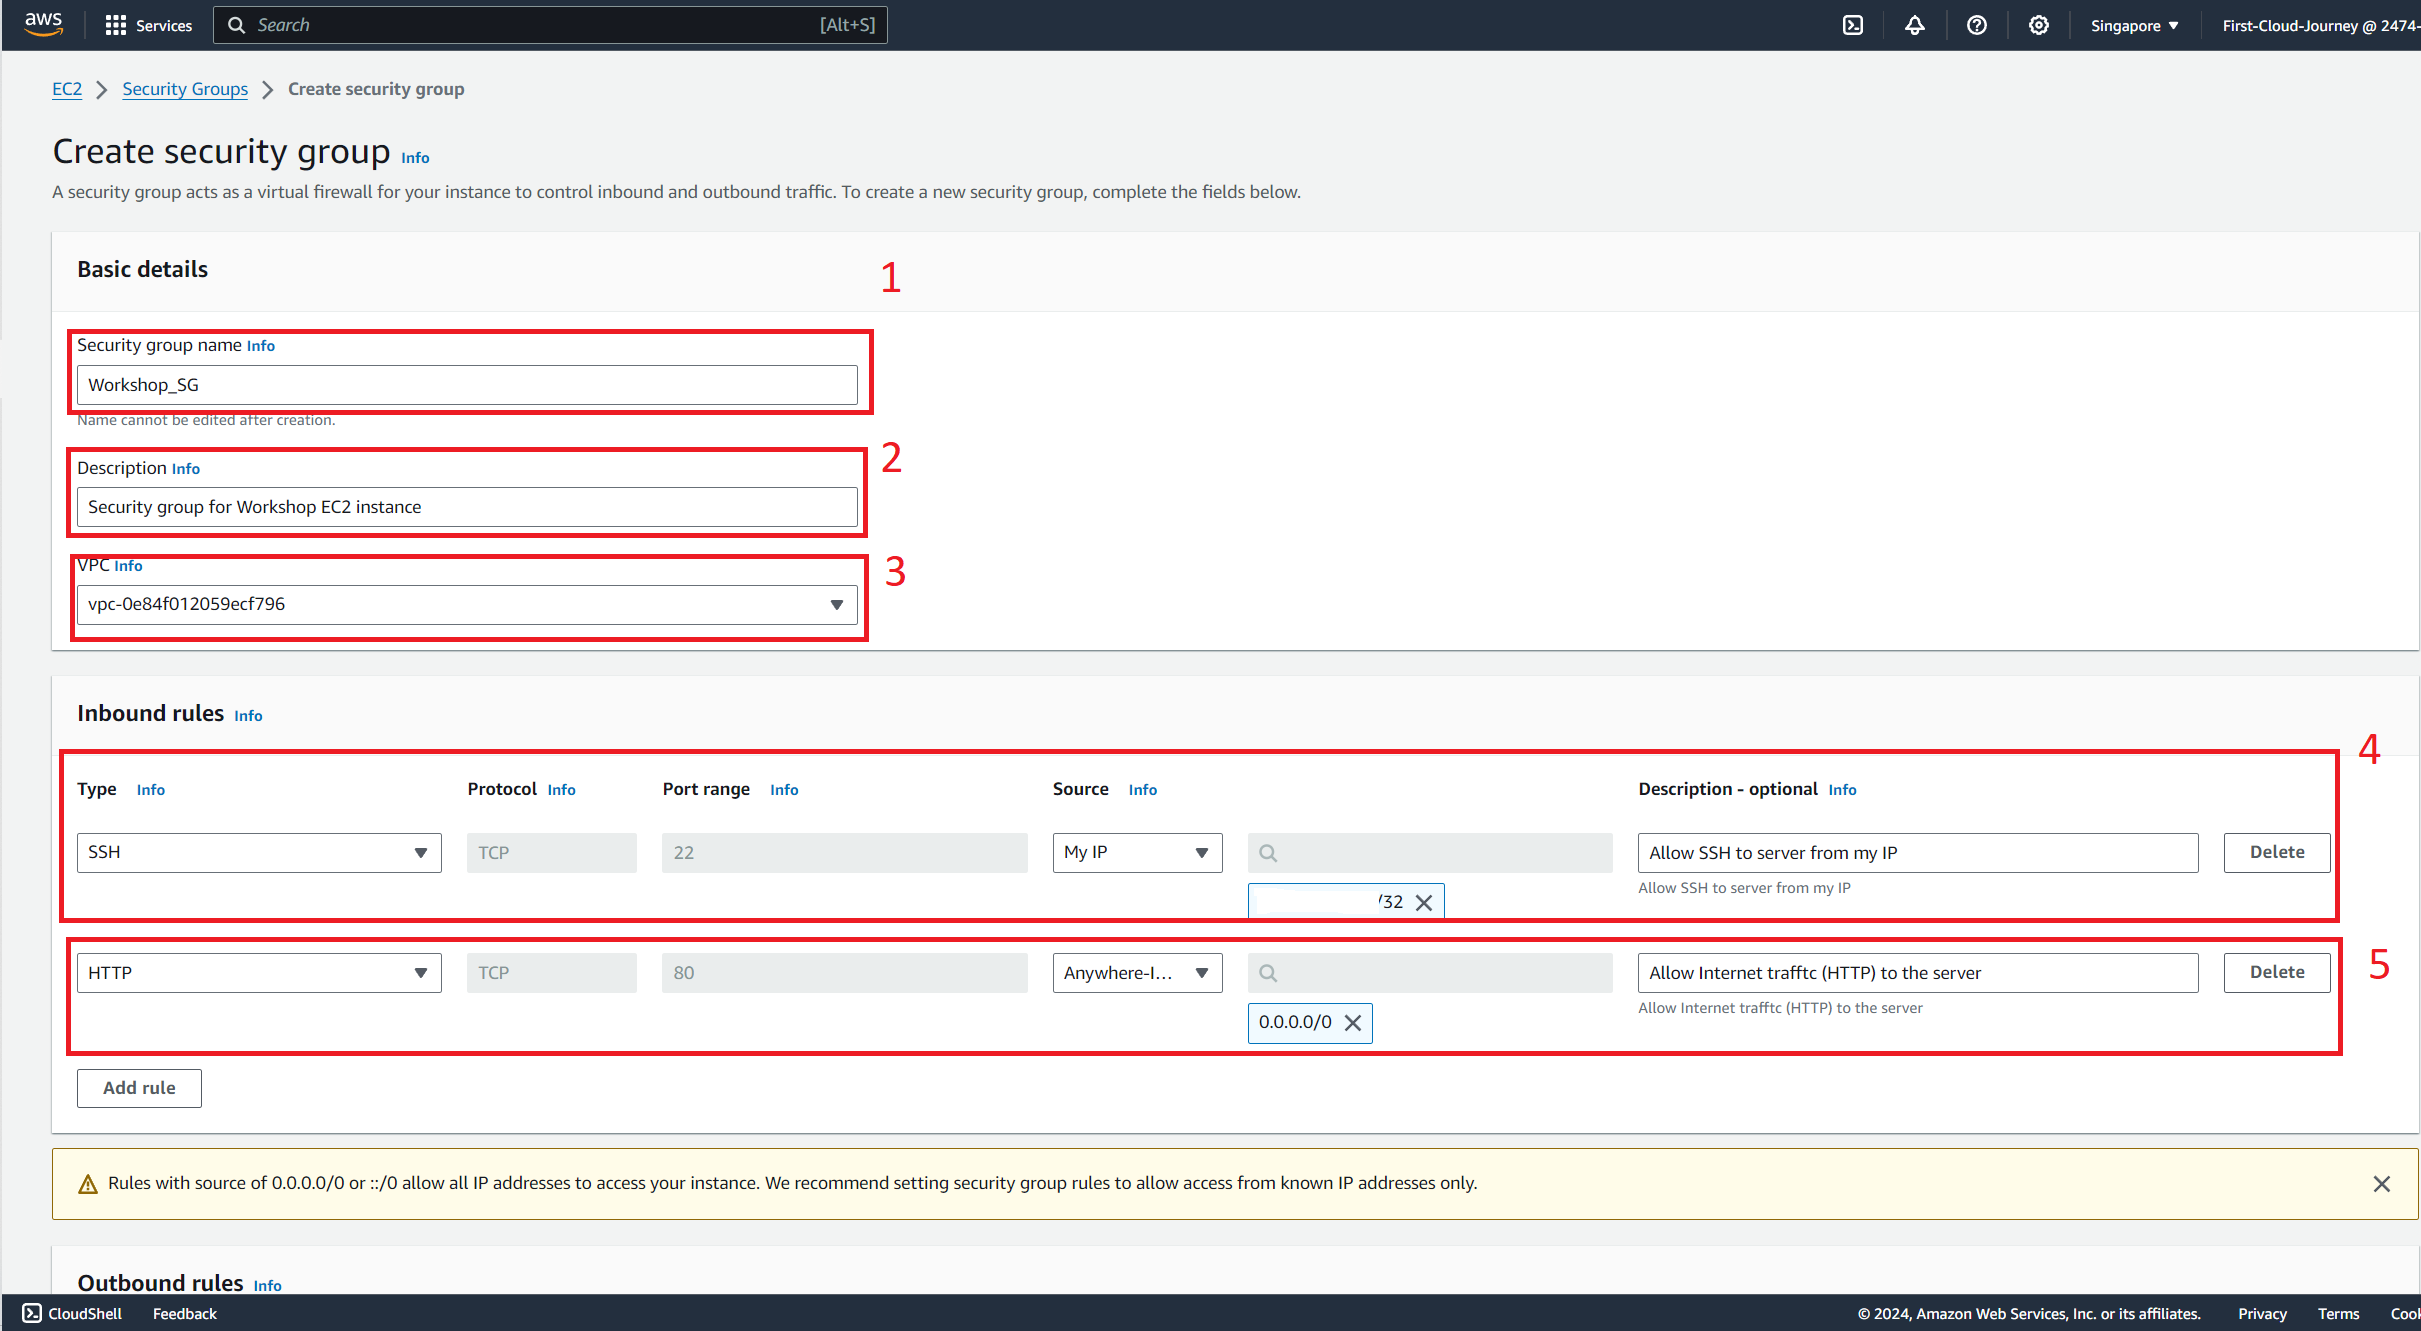 aws Services Search [Alt+S] Singapore First-Cloud-Journey @ 2474-
EC2 Security Groups Create security group
Create security group Info
A security group acts as a virtual firewall for your instance to control inbound and outbound traffic. To create a new security group, complete the fields below.
Basic details
1
Security group name Info
Workshop_SG
Name cannot be edited after creation.
2
Description Info
Security group for Workshop EC2 instance
3
VPC Info
vpc-0e84f012059ecf796
Inbound rules Info
4
Type Info Protocol Info Port range Info Source Info Description - optional Info
SSH TCP 22 My IP Allow SSH to server from my IP Delete
Allow SSH to server from my IP
/32
5
HTTP TCP 80 Anywhere-I... Allow Internet trafftc (HTTP) to the server Delete
Allow Internet trafftc (HTTP) to the server
0.0.0.0/0
Add rule
Rules with source of 0.0.0.0/0 or ::/0 allow all IP addresses to access your instance. We recommend setting security group rules to allow access from known IP addresses only.
Outbound rules Info
CloudShell Feedback © 2024, Amazon Web Services, Inc. or its affiliates. Privacy Terms Cook